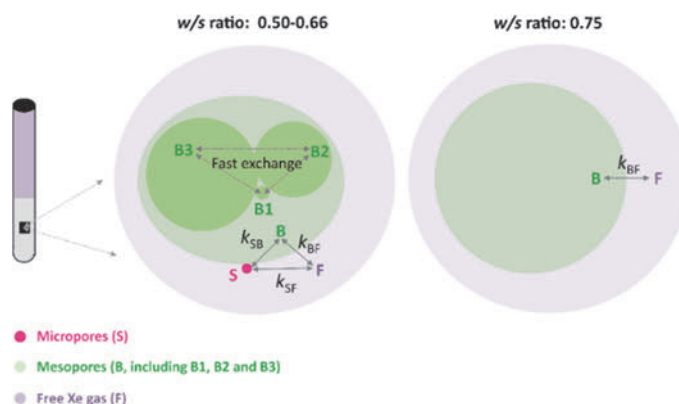 w/s ratio: 0.50-0.66
w/s ratio: 0.75
B3
B2
Fast exchange
B1
B
kSB
kBF
S
F
kSF
B
kBF
F
Micropores (S)
Mesopores (B, including B1, B2 and B3)
Free Xe gas (F)